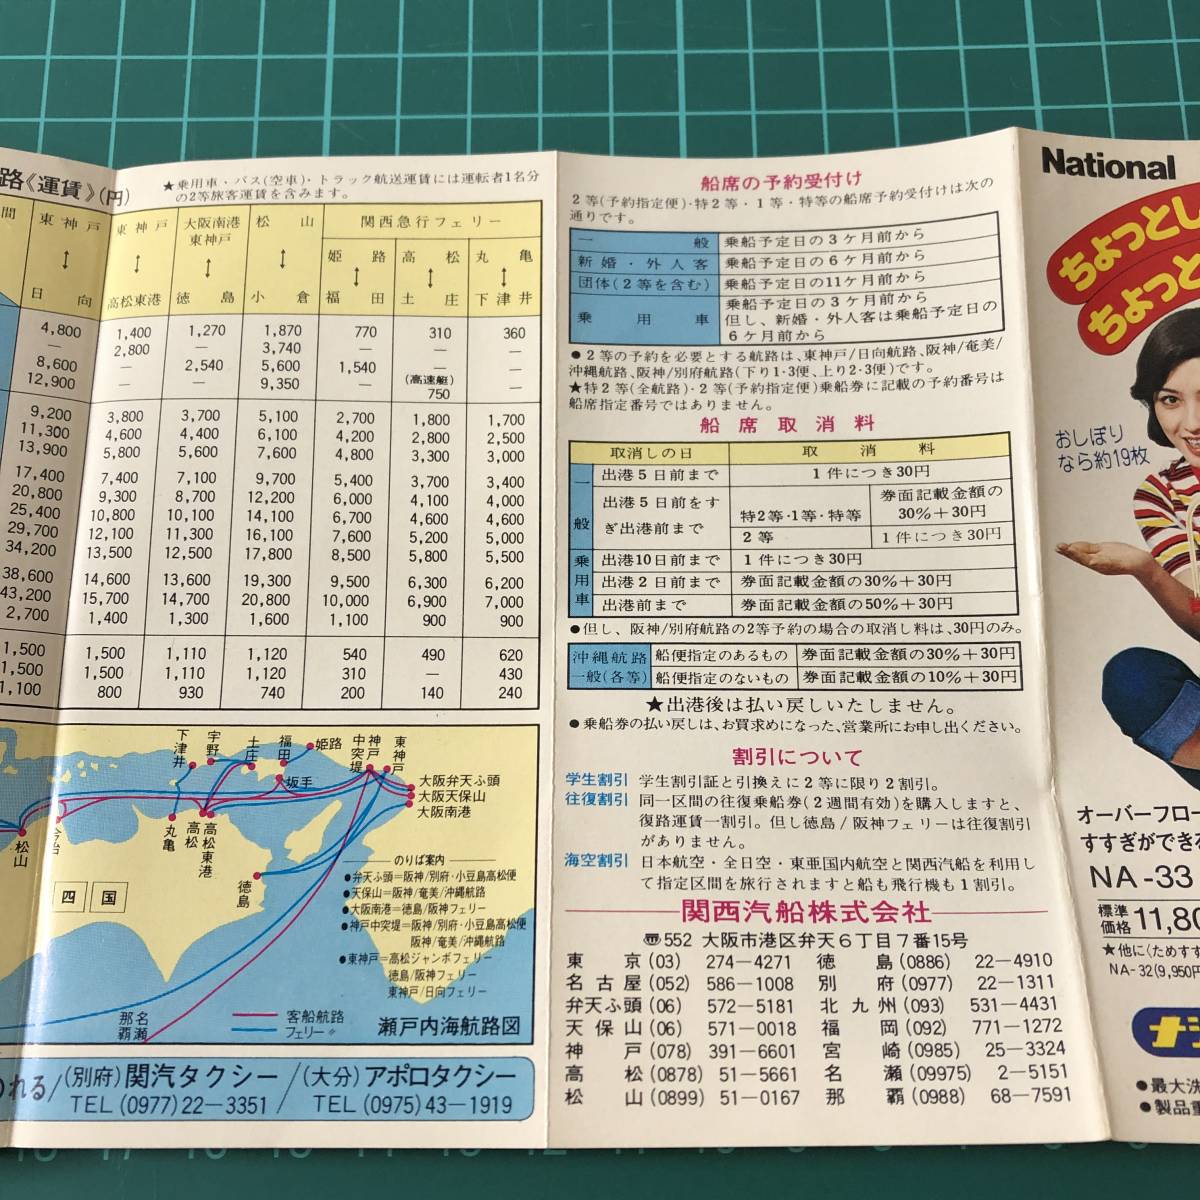 路《運賃》(円)
★乗用車・バス(空車)・トラック航送運賃には運転者1名分
の2等旅客運賃を含みます。
間 東神戸 東神戸 大阪南港 松山 関西急行フェリー
東神戸
姫路 高松 丸亀
↕ ↕ ↕ ↕ ↕ ↕ ↕
日向 高松東港 徳島 小倉 福田 土庄 下津井
4,800 1,400 1,270 1,870 770 310 360
2,800 — 3,740 — — —
8,600 — 2,540 5,600 1,540 — —
12,900 — — 9,350 — (高速艇) —
750
9,200 3,800 3,700 5,100 2,700 1,800 1,700
11,300 4,600 4,400 6,100 4,200 2,800 2,500
13,900 5,800 5,600 7,600 4,800 3,300 3,000
17,400 7,400 7,100 9,700 5,400 3,700 3,400
20,800 9,300 8,700 12,200 6,000 4,100 4,000
25,400 10,800 10,100 14,100 6,700 4,600 4,600
29,700 12,100 11,300 16,100 7,600 5,200 5,000
34,200 13,500 12,500 17,800 8,500 5,800 5,500
38,600 14,600 13,600 19,300 9,500 6,300 6,200
43,200 15,700 14,700 20,800 10,000 6,900 7,000
2,700 1,400 1,300 1,600 1,100 900 900
1,500 1,500 1,110 1,120 540 490 620
1,500 1,500 1,110 1,120 310 — 430
1,100 800 930 740 200 140 240
下津井
宇野
土庄
福田
姫路
神戸中突堤
東神戸
坂手
大阪弁天ふ頭
大阪天保山
大阪南港
松山
丸亀
高松
高松東港
徳島
四国
のりば案内
●弁天ふ頭=阪神/別府・小豆島高松便
●天保山=阪神/奄美/沖縄航路
●大阪南港=徳島/阪神フェリー
●神戸中突堤=阪神/別府・小豆島高松便
阪神/奄美/沖縄航路
●東神戸=高松ジャンボフェリー
徳島/阪神フェリー
東神戸/日向フェリー
那名
覇瀬
客船航路
フェリー〃
瀬戸内海航路図
のれる/(別府)関汽タクシー/(大分)アポロタクシー
TEL(0977)22—3351/ TEL(0975)43—1919
船席の予約受付け
2等(予約指定便)・特2等・1等・特等の船席予約受付けは次の
通りです。
一般 乗船予定日の3ケ月前から
新婚・外人客 乗船予定日の6ケ月前から
団体(2等を含む) 乗船予定日の11ケ月前から
乗用車 乗船予定日の3ケ月前から
但し、新婚・外人客は乗船予定日の
6ケ月前から
●2等の予約を必要とする航路は、東神戸/日向航路、阪神/奄美/
沖縄航路、阪神/別府航路(下り1・3便、上り2・3便)です。
★特2等(全航路)・2等(予約指定便)乗船券に記載の予約番号は
船席指定番号ではありません。
船席取消料
取消しの日 取消料
一般 出港5日前まで 1件につき30円
出港5日前をす 特2等・1等・特等 券面記載金額の
ぎ出港前まで 30%+30円
2等 1件につき30円
乗用車 出港10日前まで 1件につき30円
出港2日前まで 券面記載金額の30%+30円
出港前まで 券面記載金額の50%+30円
●但し、阪神/別府航路の2等予約の場合の取消し料は、30円のみ。
沖縄航路 船便指定のあるもの 券面記載金額の30%+30円
一般(各等) 船便指定のないもの 券面記載金額の10%+30円
★出港後は払い戻しいたしません。
●乗船券の払い戻しは、お買求めになった、営業所にお申し出ください。
割引について
学生割引 学生割引証と引換えに2等に限り2割引。
往復割引 同一区間の往復乗船券(2週間有効)を購入しますと、
復路運賃一割引。但し徳島/阪神フェリーは往復割引
がありません。
海空割引 日本航空・全日空・東亜国内航空と関西汽船を利用し
て指定区間を旅行されますと船も飛行機も1割引。
関西汽船株式会社
〠552 大阪市港区弁天6丁目7番15号
東京(03) 274—4271 徳島(0886) 22—4910
名古屋(052) 586—1008 別府(0977) 22—1311
弁天ふ頭(06) 572—5181 北九州(093) 531—4431
天保山(06) 571—0018 福岡(092) 771—1272
神戸(078) 391—6601 宮崎(0985) 25—3324
高松(0878) 51—5661 名瀬(09975) 2—5151
松山(0899) 51—0167 那覇(0988) 68—7591
National
ちょっとし
ちょっと
おしぼり
なら約19枚
オーバーフロー
すすぎができ
NA-33
標準
価格 11,80
★他に〈ためすす
NA-32(9,950円
ナシ
●最大洗
●製品重